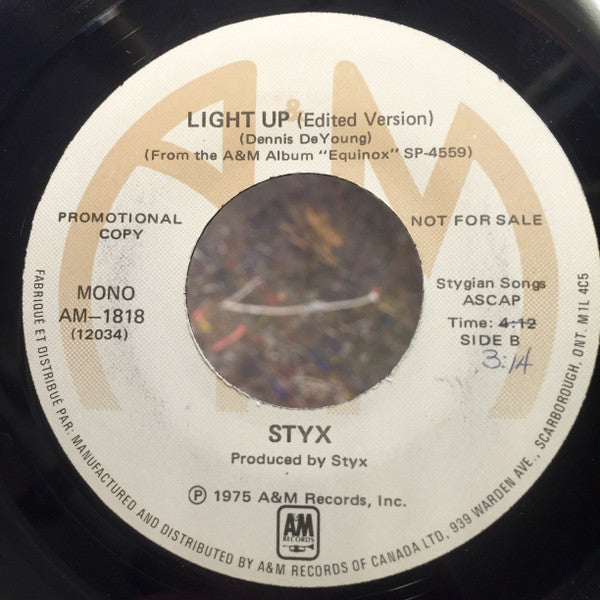 LIGHT UP (Edited Version)
(Dennis DeYoung)
(From the A&M Album "Equinox" SP-4559)
PROMOTIONAL
COPY
NOT FOR SALE
MONO
AM-1818
(12034)
Stygian Songs
ASCAP
Time: 4:12
SIDE B
3:14
STYX
Produced by Styx
Ⓟ 1975 A&M Records, Inc.
A&M
RECORDS
FABRIQUÉ ET DISTRIBUÉ PAR: MANUFACTURED AND DISTRIBUTED BY A&M RECORDS OF CANADA LTD. 939 WARDEN AVE., SCARBOROUGH, ONT. M1L 4C5